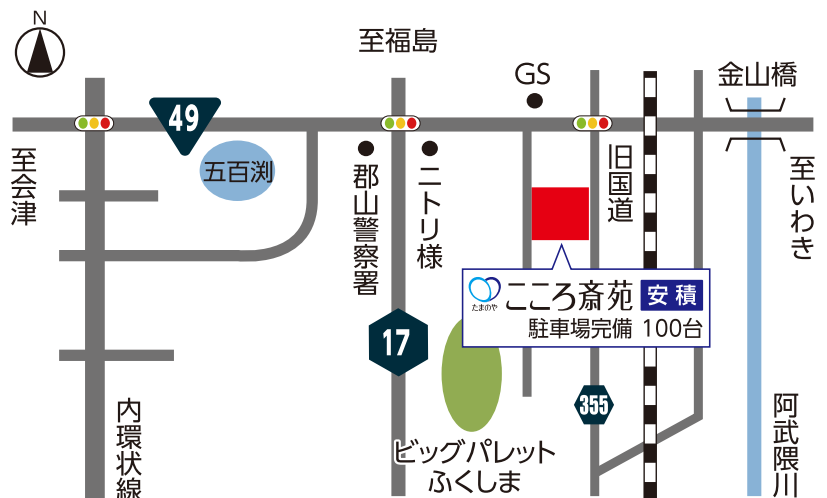 N
至福島
GS
金山橋
49
五百渕
至会津
郡山警察署
ニトリ様
旧国道
至いわき
たまのや
こころ斎苑 安積
駐車場完備 100台
17
355
内環状線
ビッグパレット
ふくしま
阿武隈川